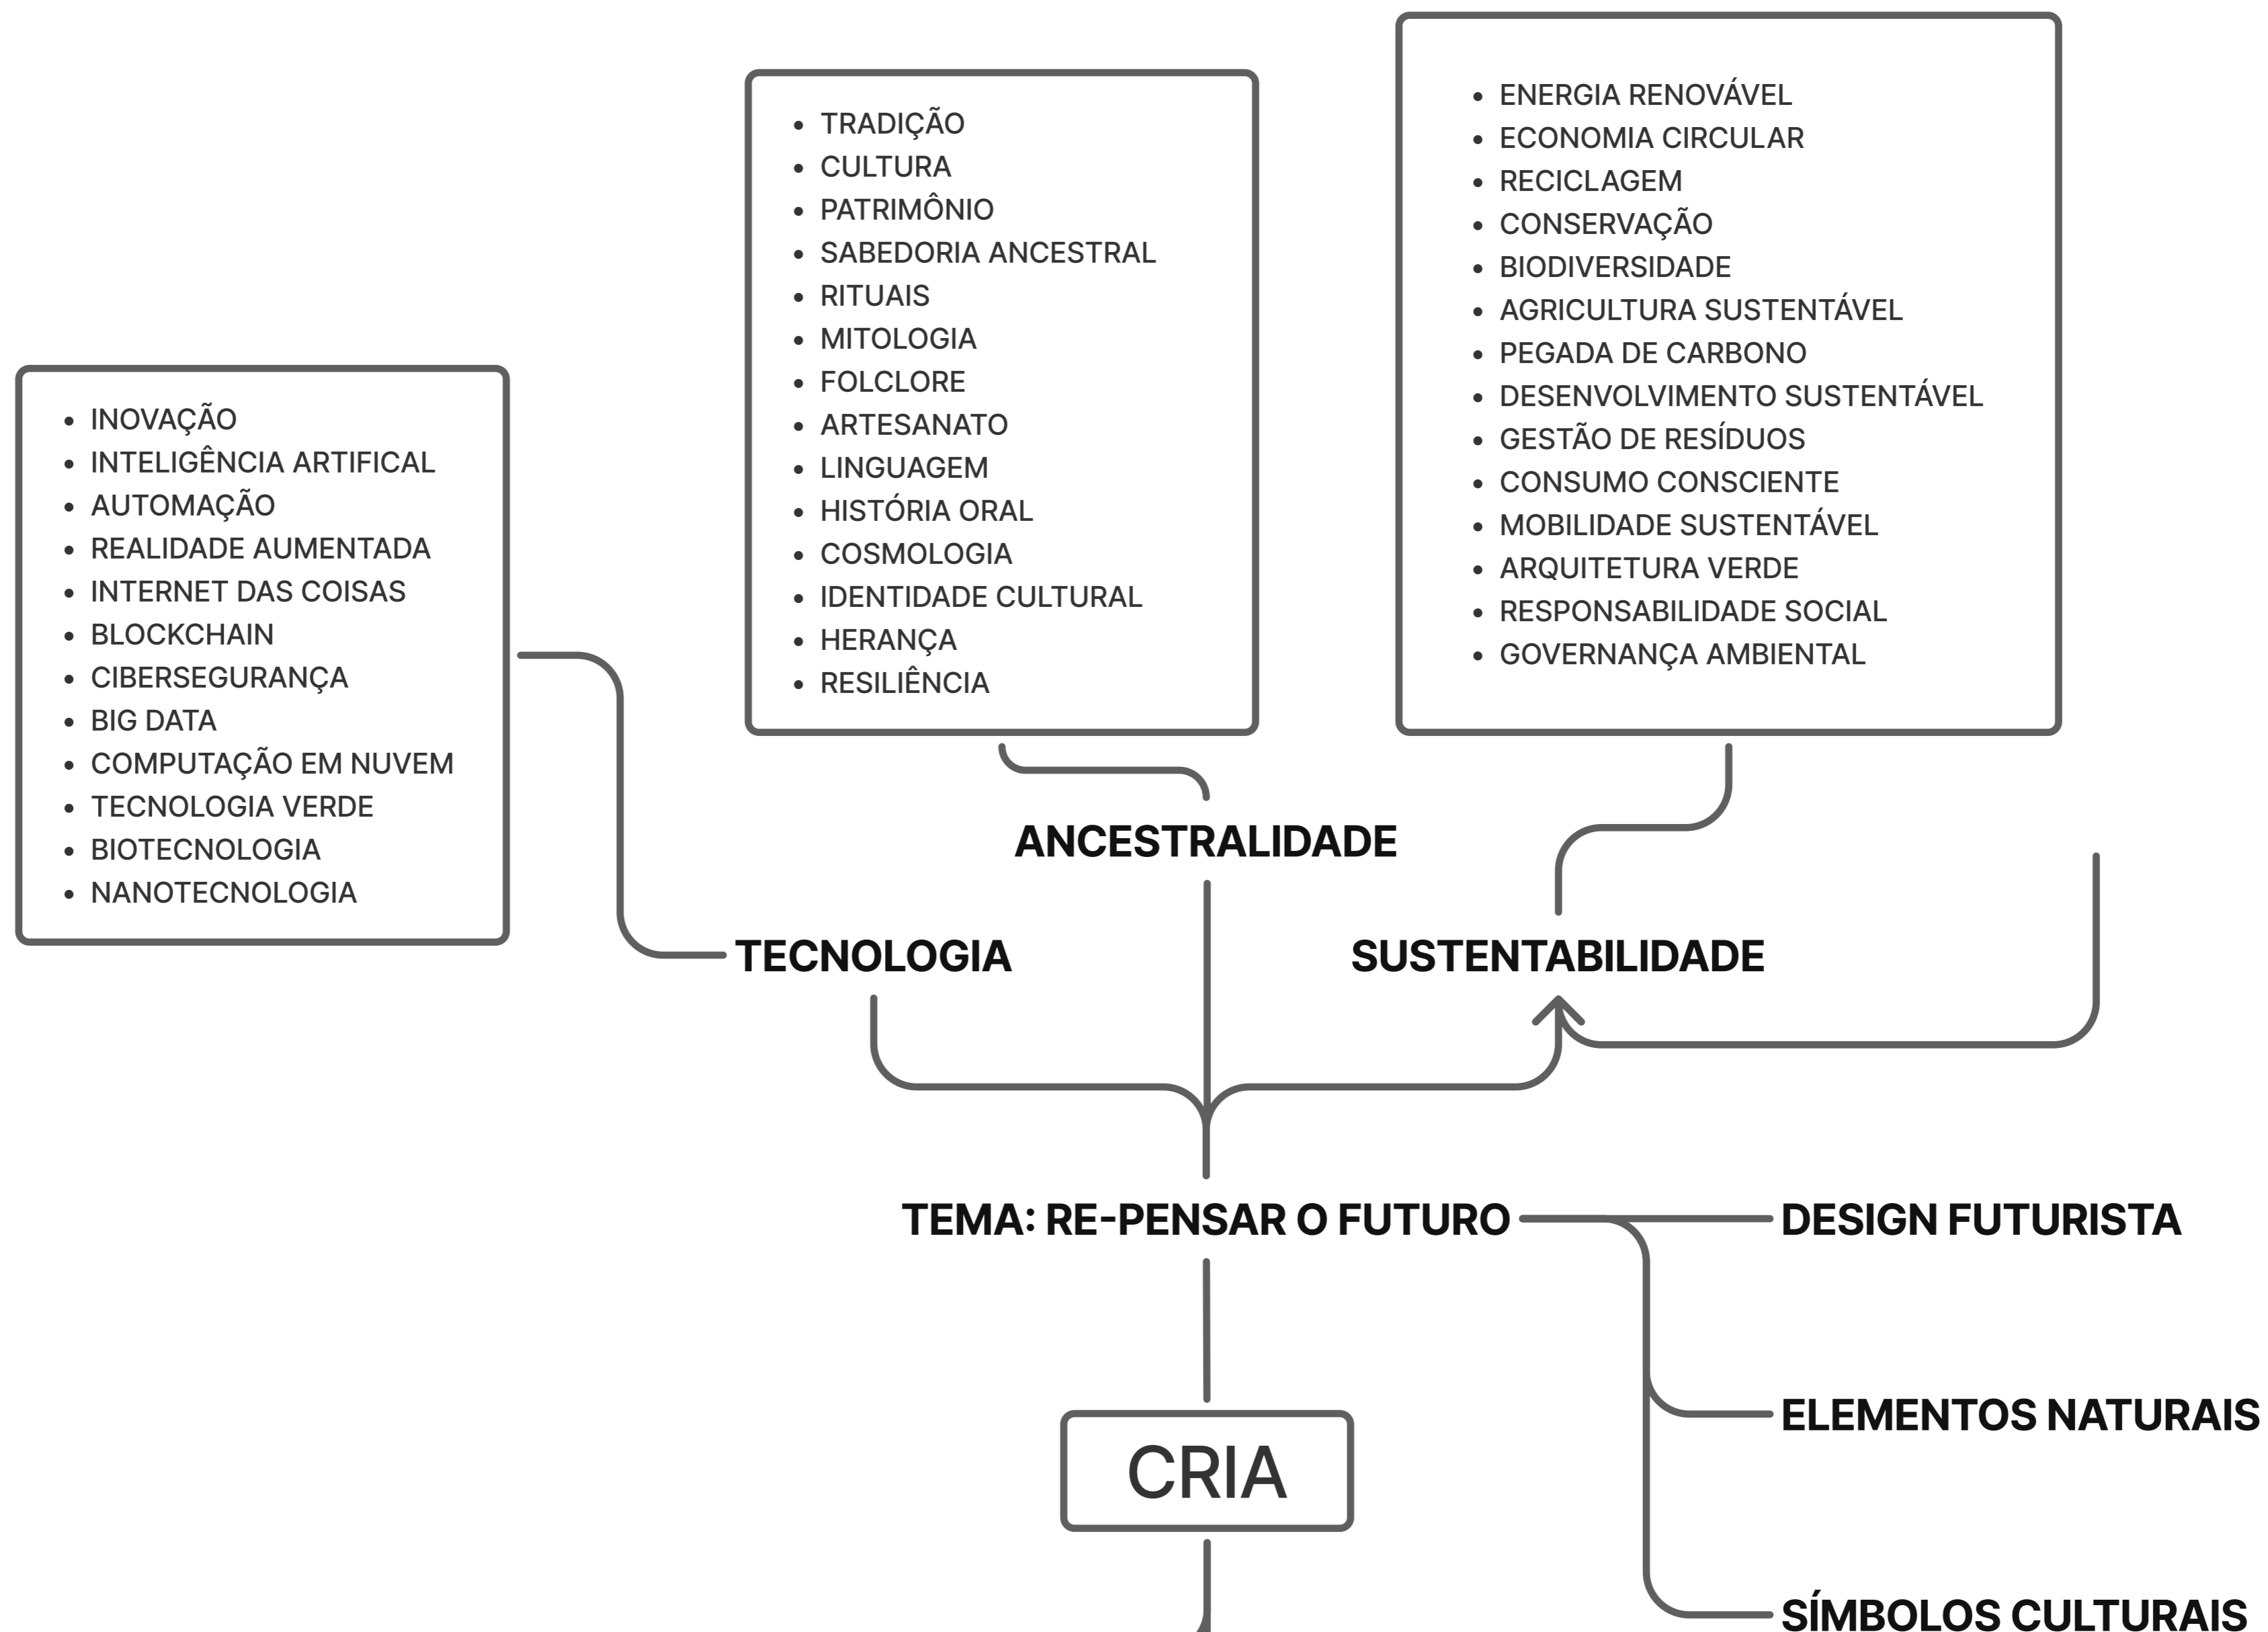 ENERGIA RENOVÁVEL
ECONOMIA CIRCULAR
RECICLAGEM
CONSERVAÇÃO
BIODIVERSIDADE
AGRICULTURA SUSTENTÁVEL
PEGADA DE CARBONO
DESENVOLVIMENTO SUSTENTÁVEL
GESTÃO DE RESÍDUOS
CONSUMO CONSCIENTE
MOBILIDADE SUSTENTÁVEL
ARQUITETURA VERDE
RESPONSABILIDADE SOCIAL
GOVERNANÇA AMBIENTAL
TRADIÇÃO
CULTURA
PATRIMÔNIO
SABEDORIA ANCESTRAL
RITUAIS
MITOLOGIA
FOLCLORE
ARTESANATO
LINGUAGEM
HISTÓRIA ORAL
COSMOLOGIA
IDENTIDADE CULTURAL
HERANÇA
RESILIÊNCIA
INOVAÇÃO
INTELIGÊNCIA ARTIFICAL
AUTOMAÇÃO
REALIDADE AUMENTADA
INTERNET DAS COISAS
BLOCKCHAIN
CIBERSEGURANÇA
BIG DATA
COMPUTAÇÃO EM NUVEM
TECNOLOGIA VERDE
BIOTECNOLOGIA
NANOTECNOLOGIA
ANCESTRALIDADE
TECNOLOGIA
SUSTENTABILIDADE
TEMA: RE-PENSAR O FUTURO
DESIGN FUTURISTA
ELEMENTOS NATURAIS
CRIA
SÍMBOLOS CULTURAIS